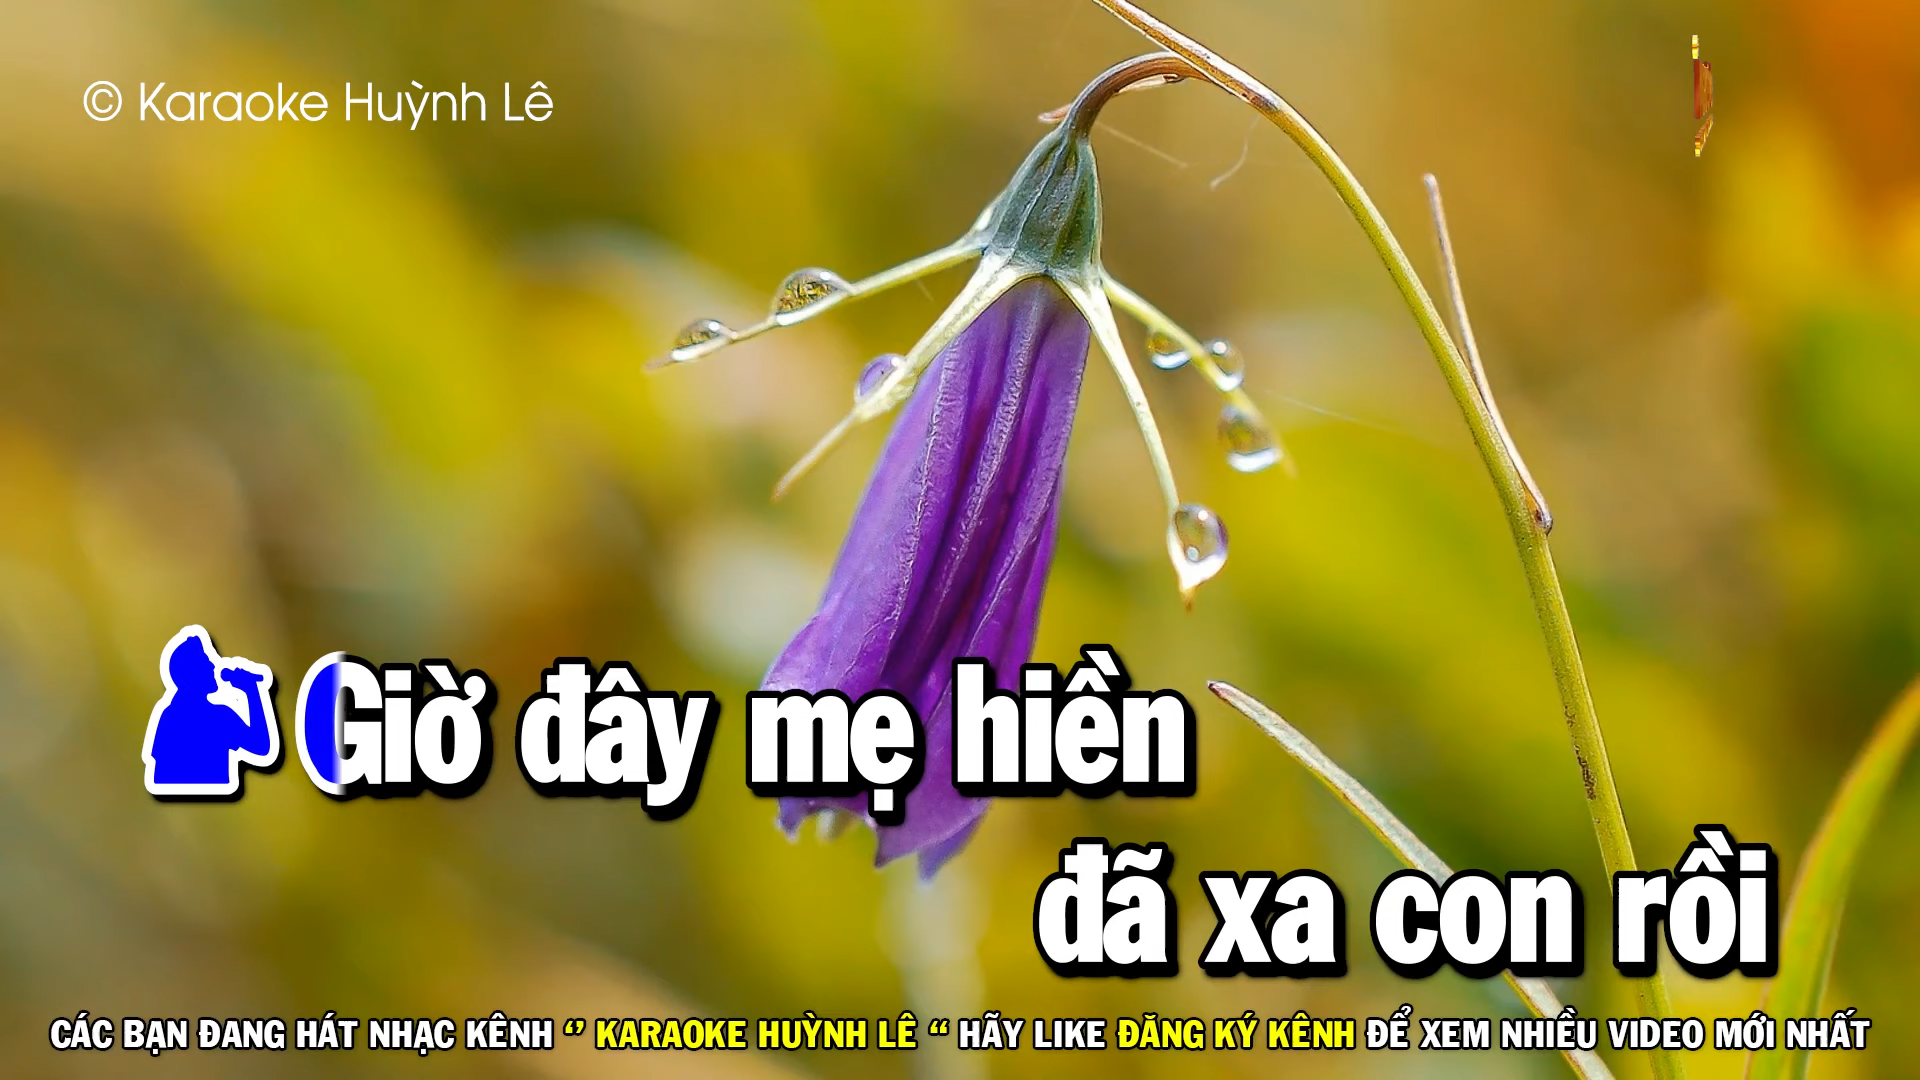 © Karaoke Huỳnh Lê
Giờ đây mẹ hiền
đã xa con rồi
CÁC BẠN ĐANG HÁT NHẠC KÊNH “ KARAOKE HUỲNH LÊ “ HÃY LIKE ĐĂNG KÝ KÊNH ĐỂ XEM NHIỀU VIDEO MỚI NHẤT